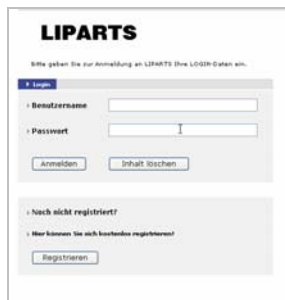 LIPARTS
Bitte geben Sie zur Anmeldung an LIPARTS Ihre LOGIN-Daten ein.
Login
Benutzername
Passwort
Anmelden Inhalt löschen
Noch nicht registriert?
Hier können Sie sich kostenlos registrieren!
Registrieren